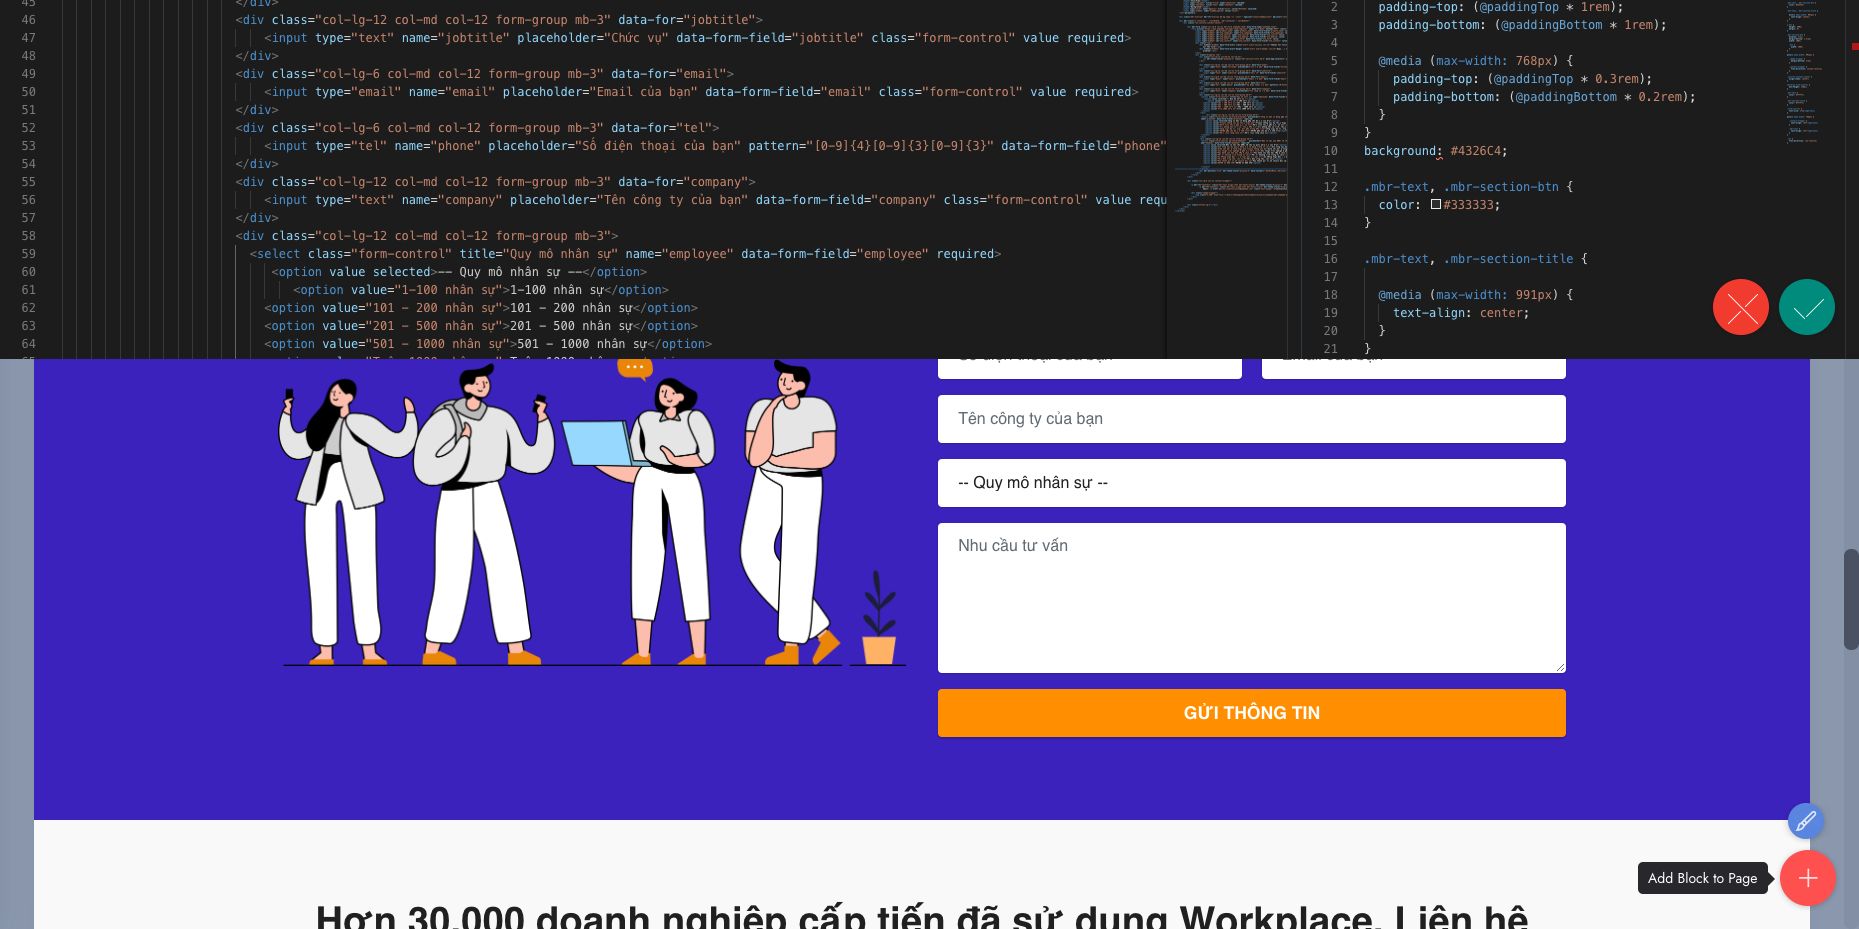 45 </div>
46 <div class="col-lg-12 col-md col-12 form-group mb-3" data-for="jobtitle">
47 <input type="text" name="jobtitle" placeholder="Chức vụ" data-form-field="jobtitle" class="form-control" value required>
48 </div>
49 <div class="col-lg-6 col-md col-12 form-group mb-3" data-for="email">
50 <input type="email" name="email" placeholder="Email của bạn" data-form-field="email" class="form-control" value required>
51 </div>
52 <div class="col-lg-6 col-md col-12 form-group mb-3" data-for="tel">
53 <input type="tel" name="phone" placeholder="Số điện thoại của bạn" pattern="[0-9]{4}[0-9]{3}[0-9]{3}" data-form-field="phone"
54 </div>
55 <div class="col-lg-12 col-md col-12 form-group mb-3" data-for="company">
56 <input type="text" name="company" placeholder="Tên công ty của bạn" data-form-field="company" class="form-control" value requ
57 </div>
58 <div class="col-lg-12 col-md col-12 form-group mb-3">
59 <select class="form-control" title="Quy mô nhân sự" name="employee" data-form-field="employee" required>
60 <option value selected>-- Quy mô nhân sự --</option>
61 <option value="1-100 nhân sự">1-100 nhân sự</option>
62 <option value="101 - 200 nhân sự">101 - 200 nhân sự</option>
63 <option value="201 - 500 nhân sự">201 - 500 nhân sự</option>
64 <option value="501 - 1000 nhân sự">501 - 1000 nhân sự</option>
2 padding-top: (@paddingTop * 1rem);
3 padding-bottom: (@paddingBottom * 1rem);
4
5 @media (max-width: 768px) {
6 padding-top: (@paddingTop * 0.3rem);
7 padding-bottom: (@paddingBottom * 0.2rem);
8 }
9 }
10 background: #4326C4;
11
12 .mbr-text, .mbr-section-btn {
13 color: #333333;
14 }
15
16 .mbr-text, .mbr-section-title {
17
18 @media (max-width: 991px) {
19 text-align: center;
20 }
21 }
Tên công ty của bạn
-- Quy mô nhân sự --
Nhu cầu tư vấn
GỬI THÔNG TIN
Add Block to Page
Hơn 30.000 doanh nghiệp cấp tiến đã sử dụng Workplace. Liên hệ